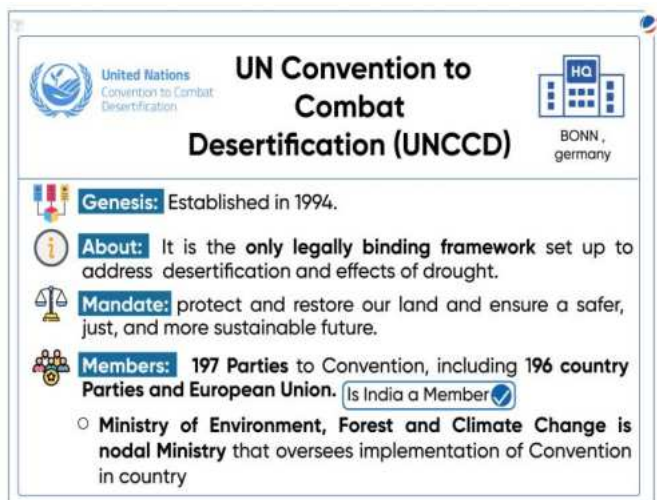 United Nations
Convention to Combat
Desertification
UN Convention to
Combat
Desertification (UNCCD)
HQ
BONN ,
germany
Genesis: Established in 1994.
About: It is the only legally binding framework set up to
address desertification and effects of drought.
Mandate: protect and restore our land and ensure a safer,
just, and more sustainable future.
Members: 197 Parties to Convention, including 196 country
Parties and European Union. Is India a Member
Ministry of Environment, Forest and Climate Change is
nodal Ministry that oversees implementation of Convention
in country